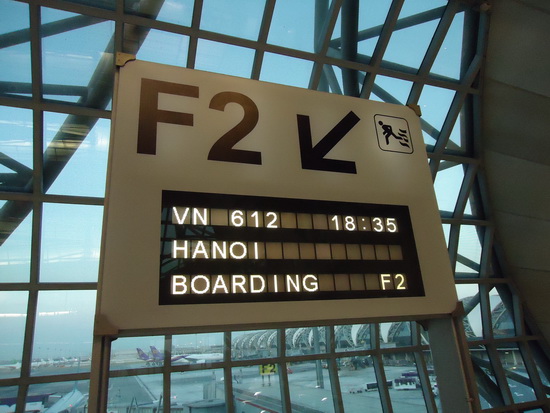 F2
VN 612 18:35
HANOI
BOARDING F2